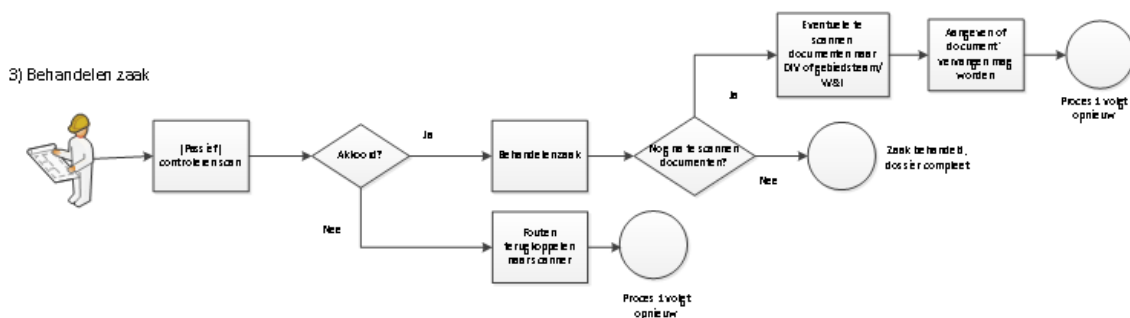 3) Behandelen zaak
(Passief)
controleren scan
Akkoord?
Ja
Nee
Behandelen zaak
Fouten
terugkoppelen
naar scanner
Proces 1 volgt
opnieuw
Nog na te scannen
documenten?
Ja
Nee
Eventuele te
scannen
documenten naar
DIV of gebiedsteam/
W&I
Aangeven of
document'
vervangen mag
worden
Proces 1 volgt
opnieuw
Zaak behandeld,
dossier compleet